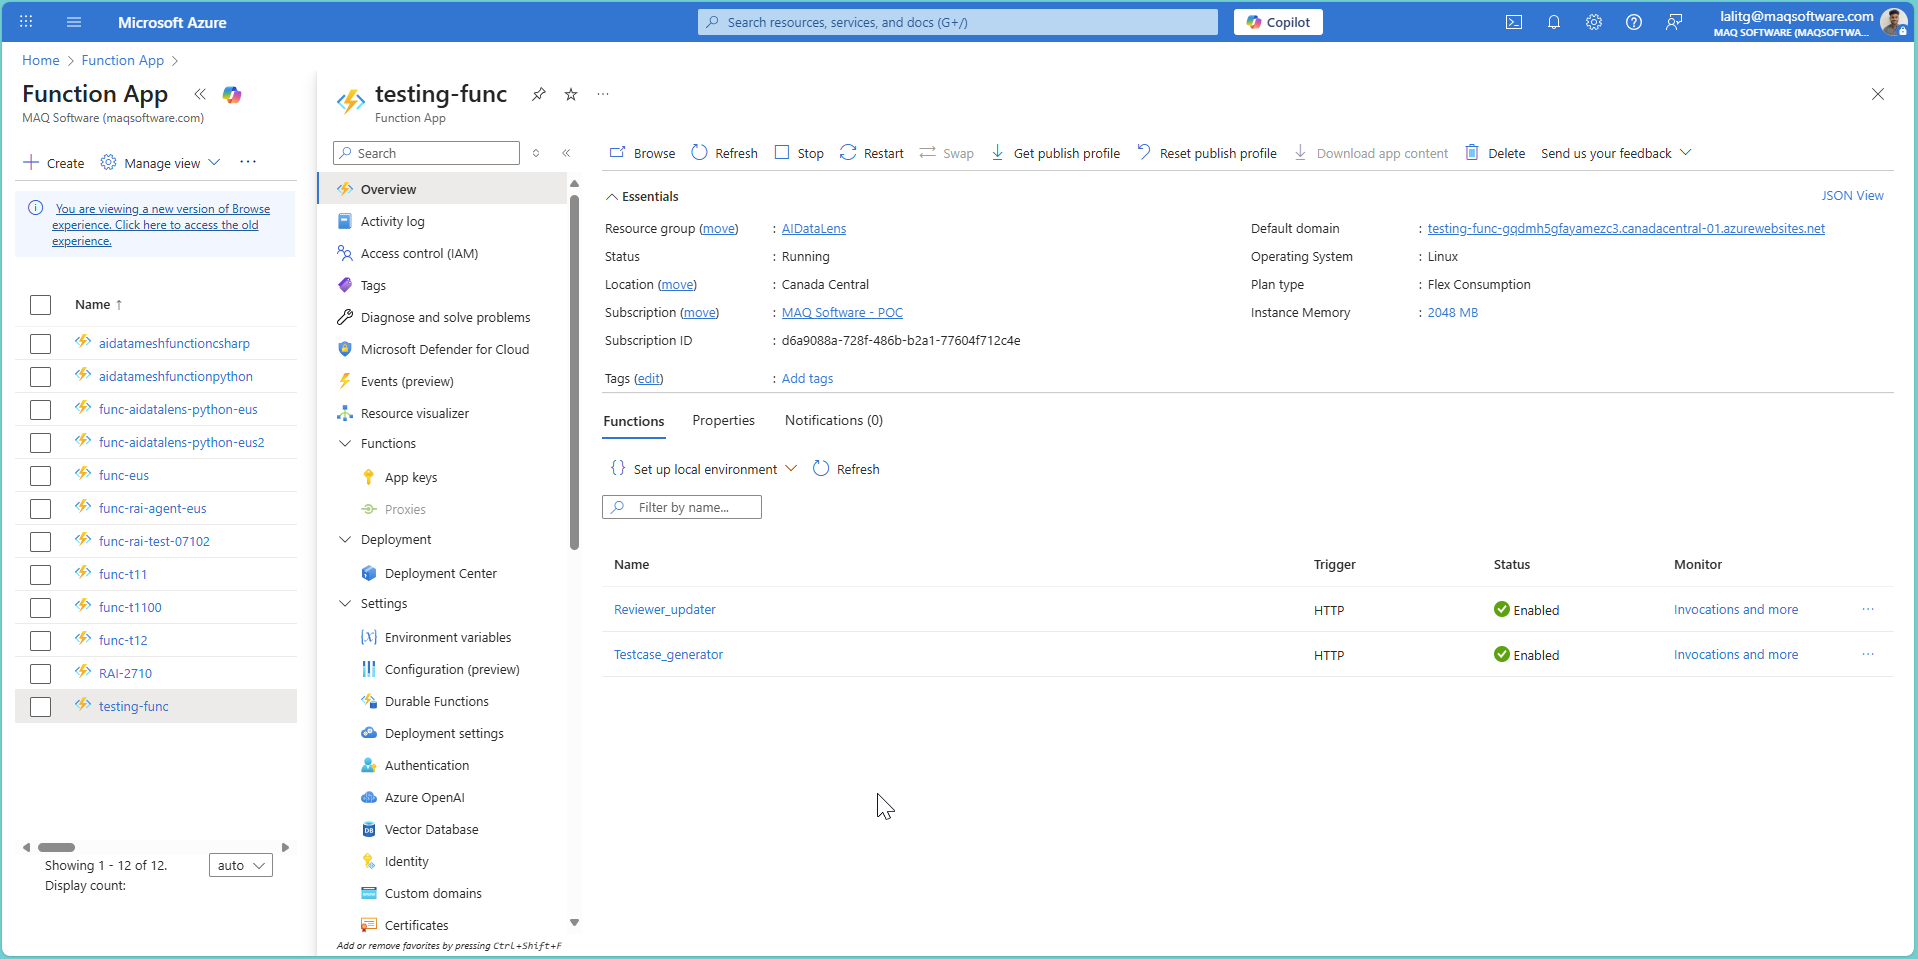 Microsoft Azure
Search resources, services, and docs (G+/)
Copilot
lalitg@maqsoftware.com
MAQ SOFTWARE (MAQSOFTWA...
Home > Function App >
Function App
MAQ Software (maqsoftware.com)
Create
Manage view
You are viewing a new version of Browse
experience. Click here to access the old
experience.
Name ↑
aidatameshfunctioncsharp
aidatameshfunctionpython
func-aidatalens-python-eus
func-aidatalens-python-eus2
func-eus
func-rai-agent-eus
func-rai-test-07102
func-t11
func-t1100
func-t12
RAI-2710
testing-func
Showing 1 - 12 of 12.
Display count:
auto
testing-func
Function App
Search
Overview
Activity log
Access control (IAM)
Tags
Diagnose and solve problems
Microsoft Defender for Cloud
Events (preview)
Resource visualizer
Functions
App keys
Proxies
Deployment
Deployment Center
Settings
Environment variables
Configuration (preview)
Durable Functions
Deployment settings
Authentication
Azure OpenAI
Vector Database
Identity
Custom domains
Certificates
Add or remove favorites by pressing Ctrl+Shift+F
Browse Refresh Stop Restart Swap Get publish profile Reset publish profile Download app content Delete Send us your feedback
Essentials
JSON View
Resource group (move) : AIDataLens
Status : Running
Location (move) : Canada Central
Subscription (move) : MAQ Software - POC
Subscription ID : d6a9088a-728f-486b-b2a1-77604f712c4e
Tags (edit) : Add tags
Default domain : testing-func-gqdmh5gfayamezc3.canadacentral-01.azurewebsites.net
Operating System : Linux
Plan type : Flex Consumption
Instance Memory : 2048 MB
Functions Properties Notifications (0)
Set up local environment Refresh
Filter by name...
Name Trigger Status Monitor
Reviewer_updater HTTP Enabled Invocations and more
Testcase_generator HTTP Enabled Invocations and more